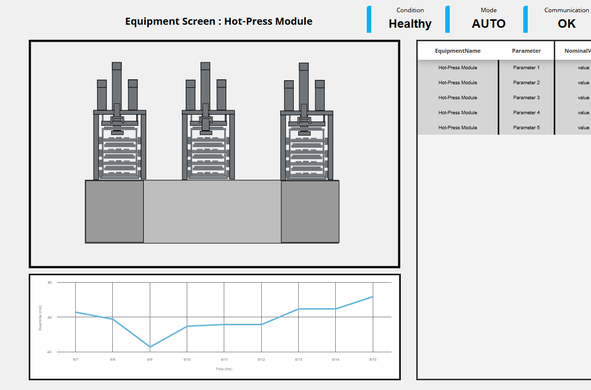 Equipment Screen : Hot-Press Module
Condition
Healthy
Mode
AUTO
Communication
OK
EquipmentName Parameter NominalV
Hot-Press Module Parameter 1 value
Hot-Press Module Parameter 2 value
Hot-Press Module Parameter 3 value
Hot-Press Module Parameter 4 value
Hot-Press Module Parameter 5 value
8/7 8/8 8/9 8/10 8/11 8/12 8/13 8/14 8/15